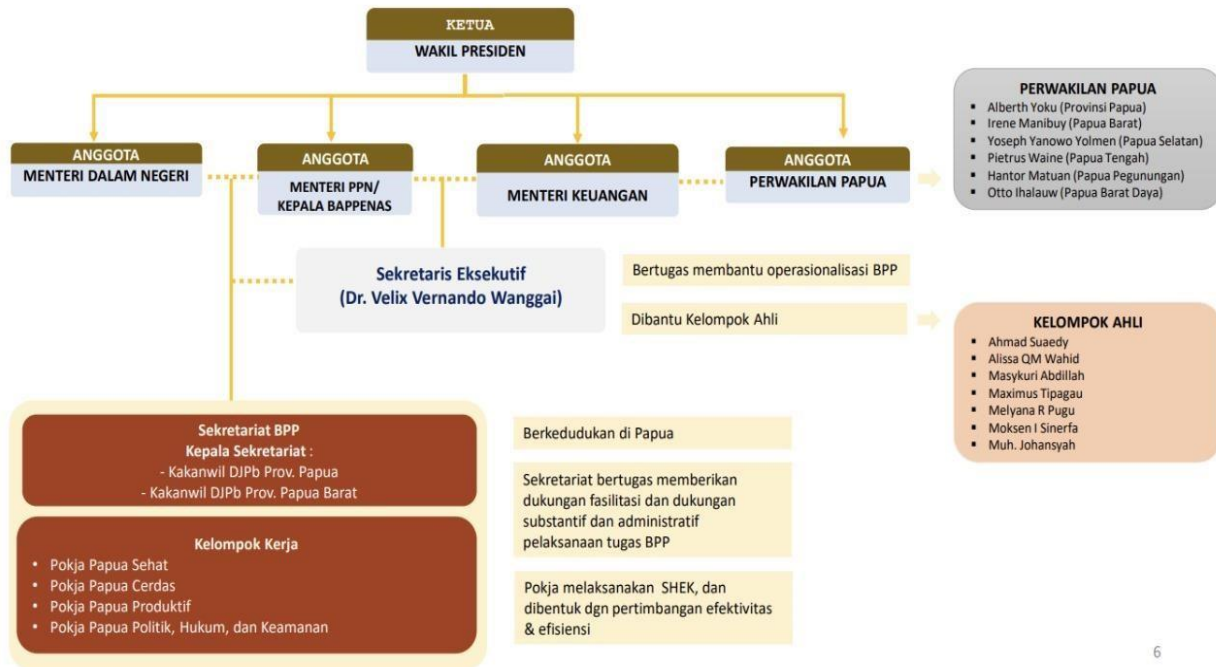 KETUA
WAKIL PRESIDEN
ANGGOTA
MENTERI DALAM NEGERI
ANGGOTA
MENTERI PPN/
KEPALA BAPPENAS
ANGGOTA
MENTERI KEUANGAN
ANGGOTA
PERWAKILAN PAPUA
PERWAKILAN PAPUA
▪ Alberth Yoku (Provinsi Papua)
▪ Irene Manibuy (Papua Barat)
▪ Yoseph Yanowo Yolmen (Papua Selatan)
▪ Pietrus Waine (Papua Tengah)
▪ Hantor Matuan (Papua Pegunungan)
▪ Otto Ihalauw (Papua Barat Daya)
Sekretaris Eksekutif
(Dr. Velix Vernando Wanggai)
Bertugas membantu operasionalisasi BPP
Dibantu Kelompok Ahli
KELOMPOK AHLI
▪ Ahmad Suaedy
▪ Alissa QM Wahid
▪ Masykuri Abdillah
▪ Maximus Tipagau
▪ Melyana R Pugu
▪ Moksen I Sinerfa
▪ Muh. Johansyah
Sekretariat BPP
Kepala Sekretariat :
- Kakanwil DJPb Prov. Papua
- Kakanwil DJPb Prov. Papua Barat
Kelompok Kerja
• Pokja Papua Sehat
• Pokja Papua Cerdas
• Pokja Papua Produktif
• Pokja Papua Politik, Hukum, dan Keamanan
Berkedudukan di Papua
Sekretariat bertugas memberikan
dukungan fasilitasi dan dukungan
substantif dan administratif
pelaksanaan tugas BPP
Pokja melaksanakan SHEK, dan
dibentuk dgn pertimbangan efektivitas
& efisiensi
6